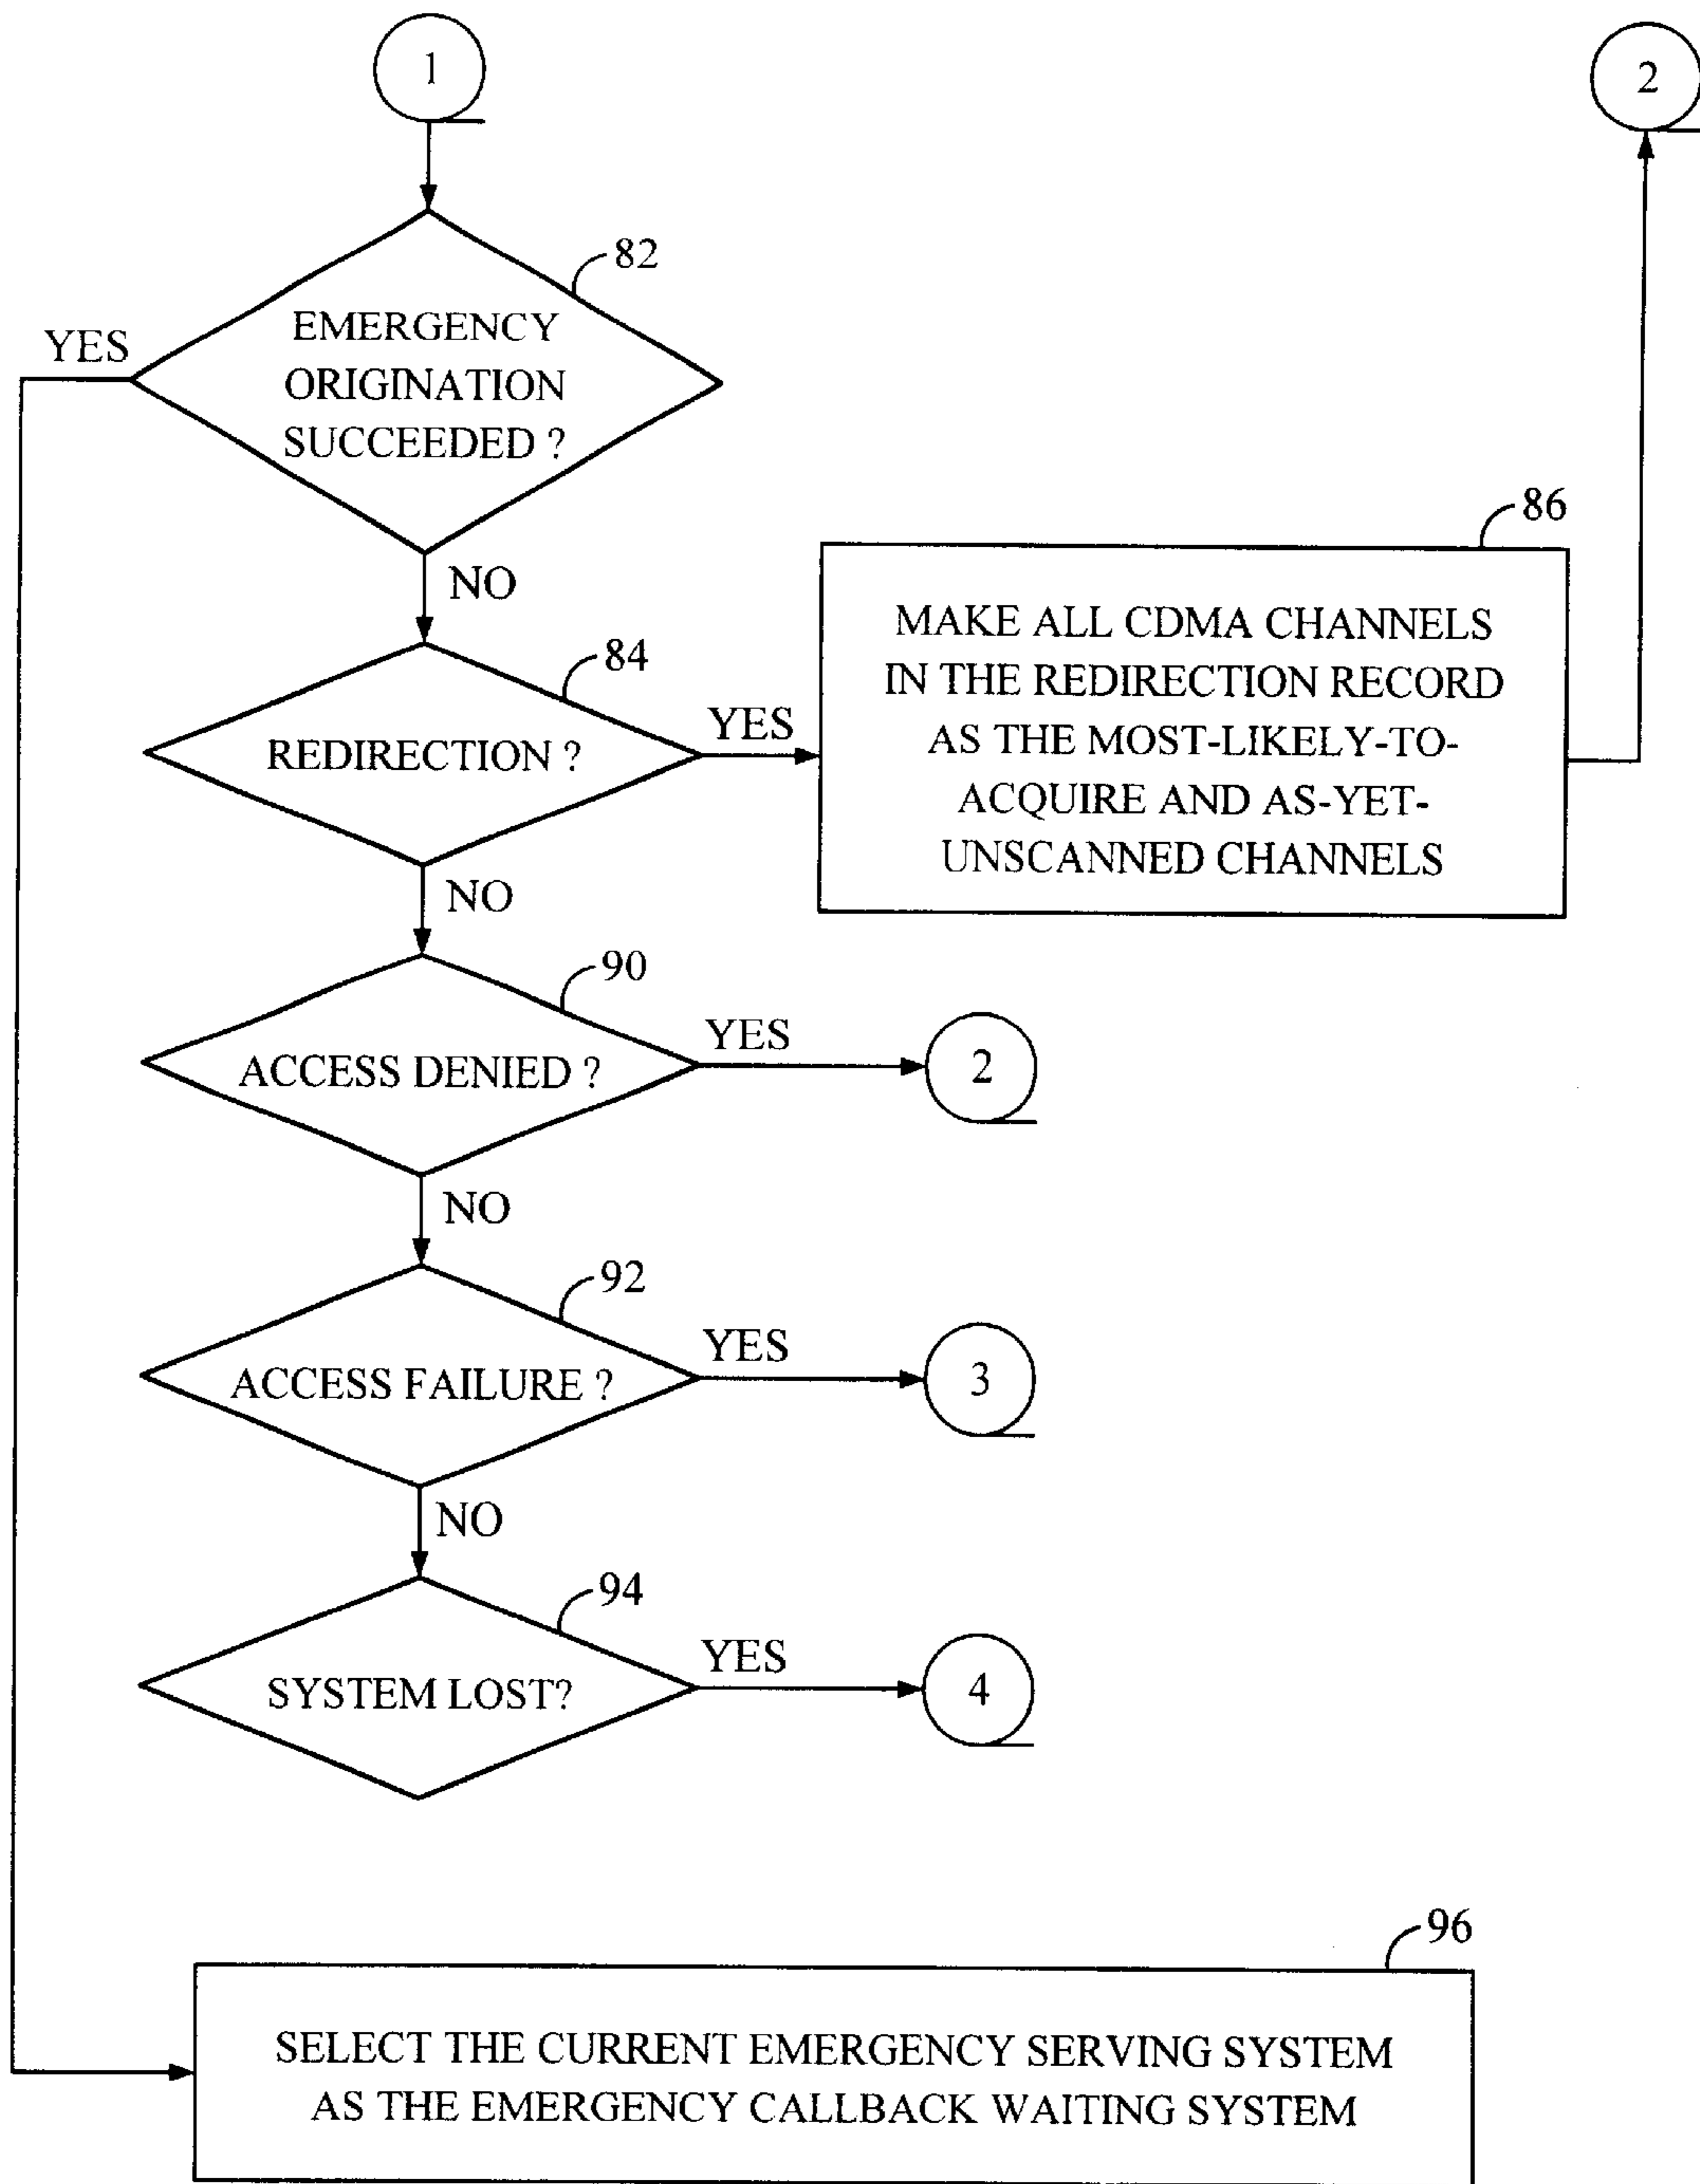 1
2
82
YES
EMERGENCY
ORIGINATION
SUCCEEDED ?
NO
86
MAKE ALL CDMA CHANNELS
IN THE REDIRECTION RECORD
AS THE MOST-LIKELY-TO-
ACQUIRE AND AS-YET-
UNSCANNED CHANNELS
84
REDIRECTION ?
YES
NO
90
ACCESS DENIED ?
YES
2
NO
92
ACCESS FAILURE ?
YES
3
NO
94
SYSTEM LOST?
YES
4
96
SELECT THE CURRENT EMERGENCY SERVING SYSTEM
AS THE EMERGENCY CALLBACK WAITING SYSTEM